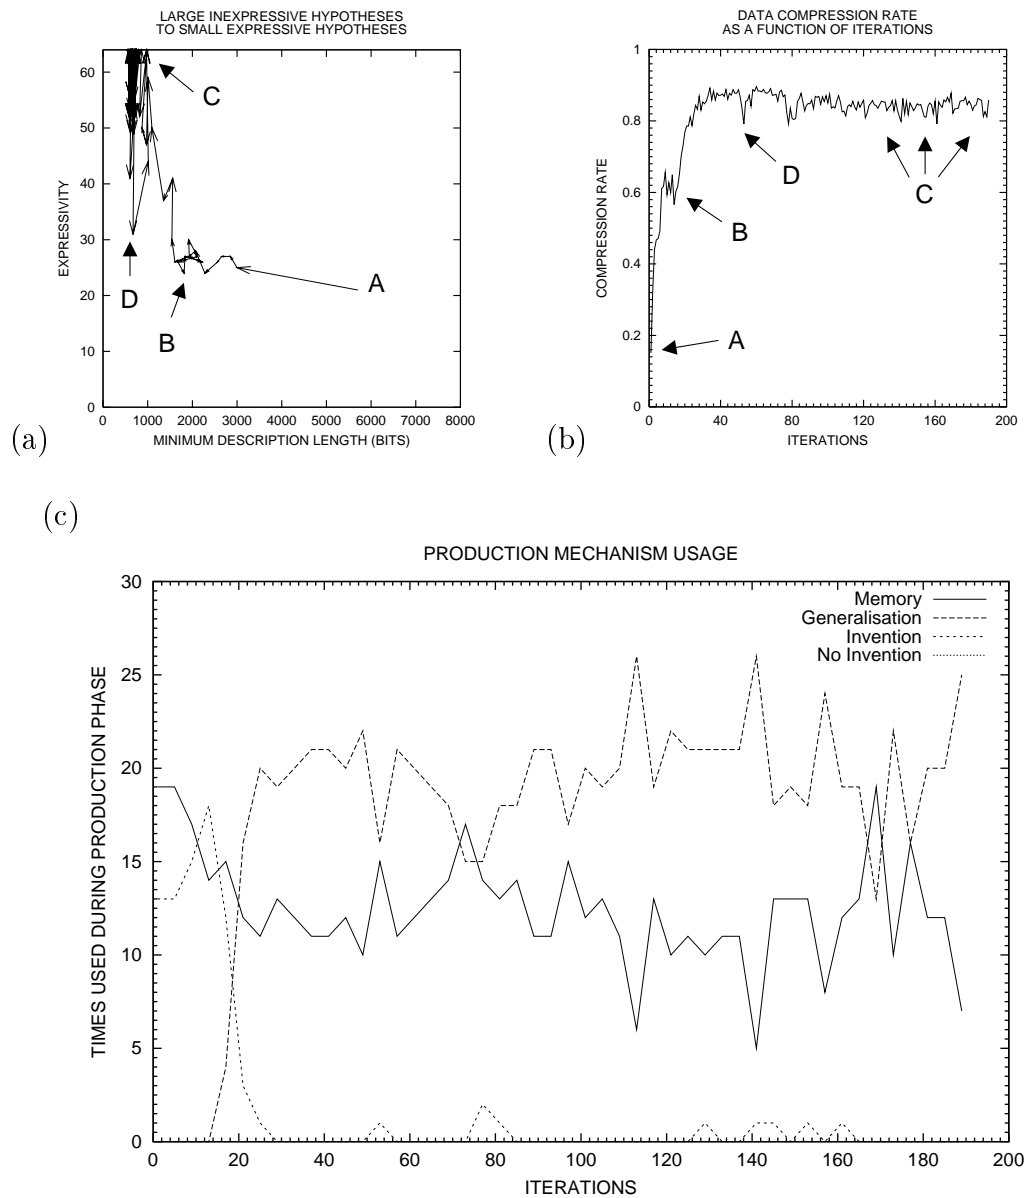 LARGE INEXPRESSIVE HYPOTHESES
TO SMALL EXPRESSIVE HYPOTHESES
EXPRESSIVITY
60
50
40
30
20
10
0
0 1000 2000 3000 4000 5000 6000 7000 8000
MINIMUM DESCRIPTION LENGTH (BITS)
C
D
B
A
(a)
DATA COMPRESSION RATE
AS A FUNCTION OF ITERATIONS
COMPRESSION RATE
1
0.8
0.6
0.4
0.2
0
0 40 80 120 160 200
ITERATIONS
D
C
B
A
(b)
(c)
PRODUCTION MECHANISM USAGE
TIMES USED DURING PRODUCTION PHASE
30
25
20
15
10
5
0
Memory
Generalisation
Invention
No Invention
0 20 40 60 80 100 120 140 160 180 200
ITERATIONS